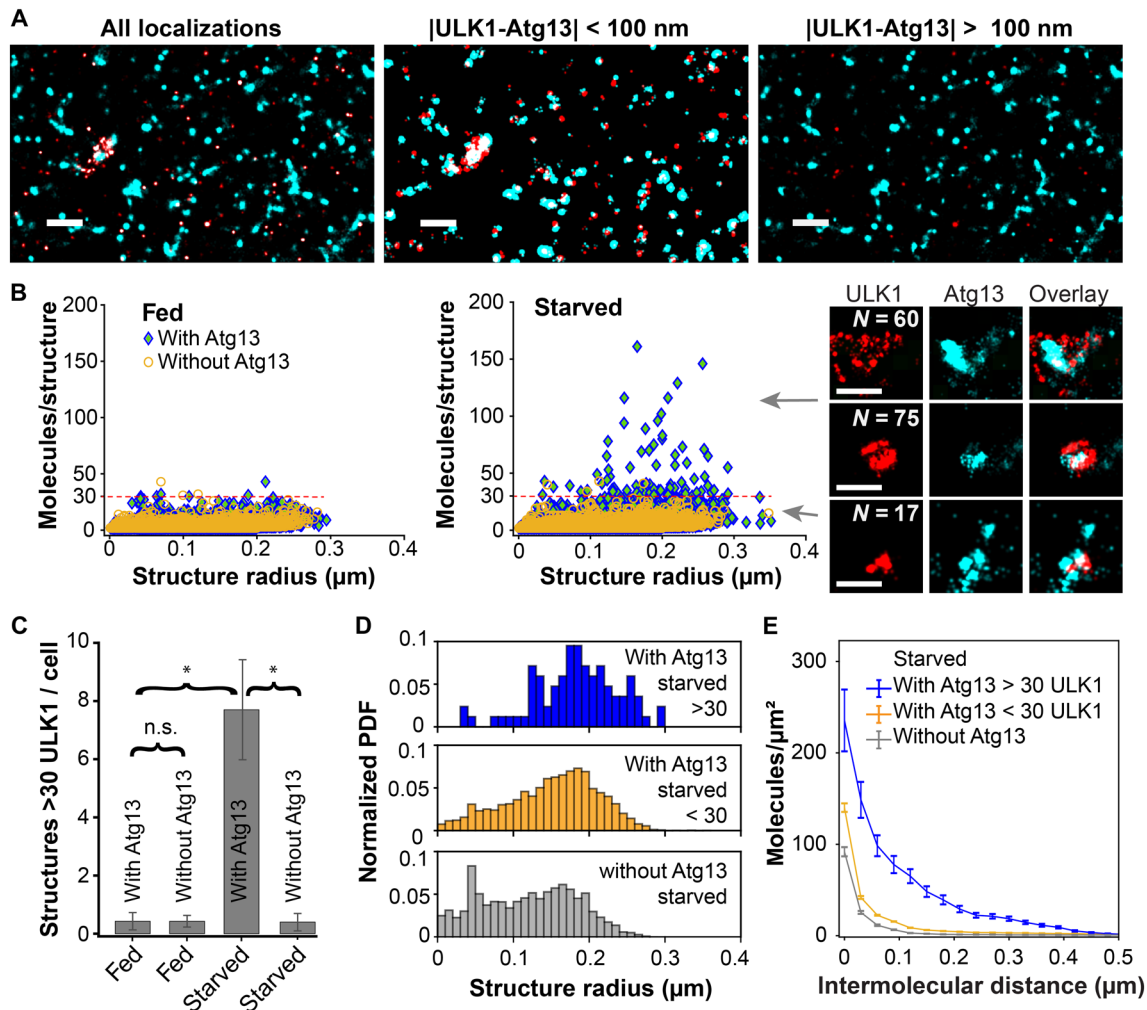 A
All localizations
|ULK1-Atg13| < 100 nm
|ULK1-Atg13| > 100 nm
B
Molecules/structure
200
150
100
50
30
0
Fed
With Atg13
Without Atg13
0
0.1
0.2
0.3
0.4
Structure radius (µm)
Molecules/structure
200
150
100
50
30
0
Starved
0
0.1
0.2
0.3
0.4
Structure radius (µm)
ULK1
Atg13
Overlay
N = 60
N = 75
N = 17
C
Structures >30 ULK1 / cell
10
8
6
4
2
0
*
*
n.s.
With Atg13
Without Atg13
With Atg13
Without Atg13
Fed
Fed
Starved
Starved
D
Normalized PDF
0.1
0.05
0
With Atg13
starved
>30
0.1
0.05
0
With Atg13
starved
< 30
0.1
0.05
0
without Atg13
starved
0
0.1
0.2
0.3
0.4
Structure radius (µm)
E
Molecules/µm²
300
200
100
0
Starved
With Atg13 > 30 ULK1
With Atg13 < 30 ULK1
Without Atg13
0
0.1
0.2
0.3
0.4
0.5
Intermolecular distance (µm)